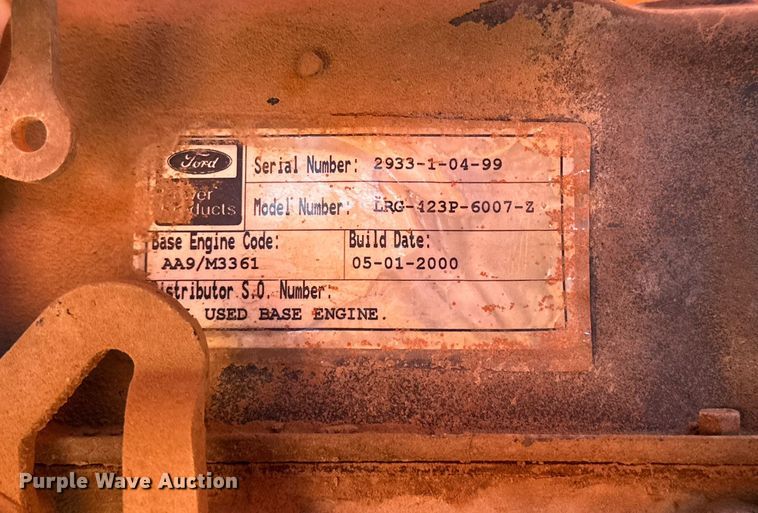 Ford
Serial Number: 2933-1-04-99
Products
Model Number: LRG-423P-6007-Z
Base Engine Code: Build Date:
AA9/M3361 05-01-2000
Distributor S.O. Number:
USED BASE ENGINE.
Purple Wave Auction